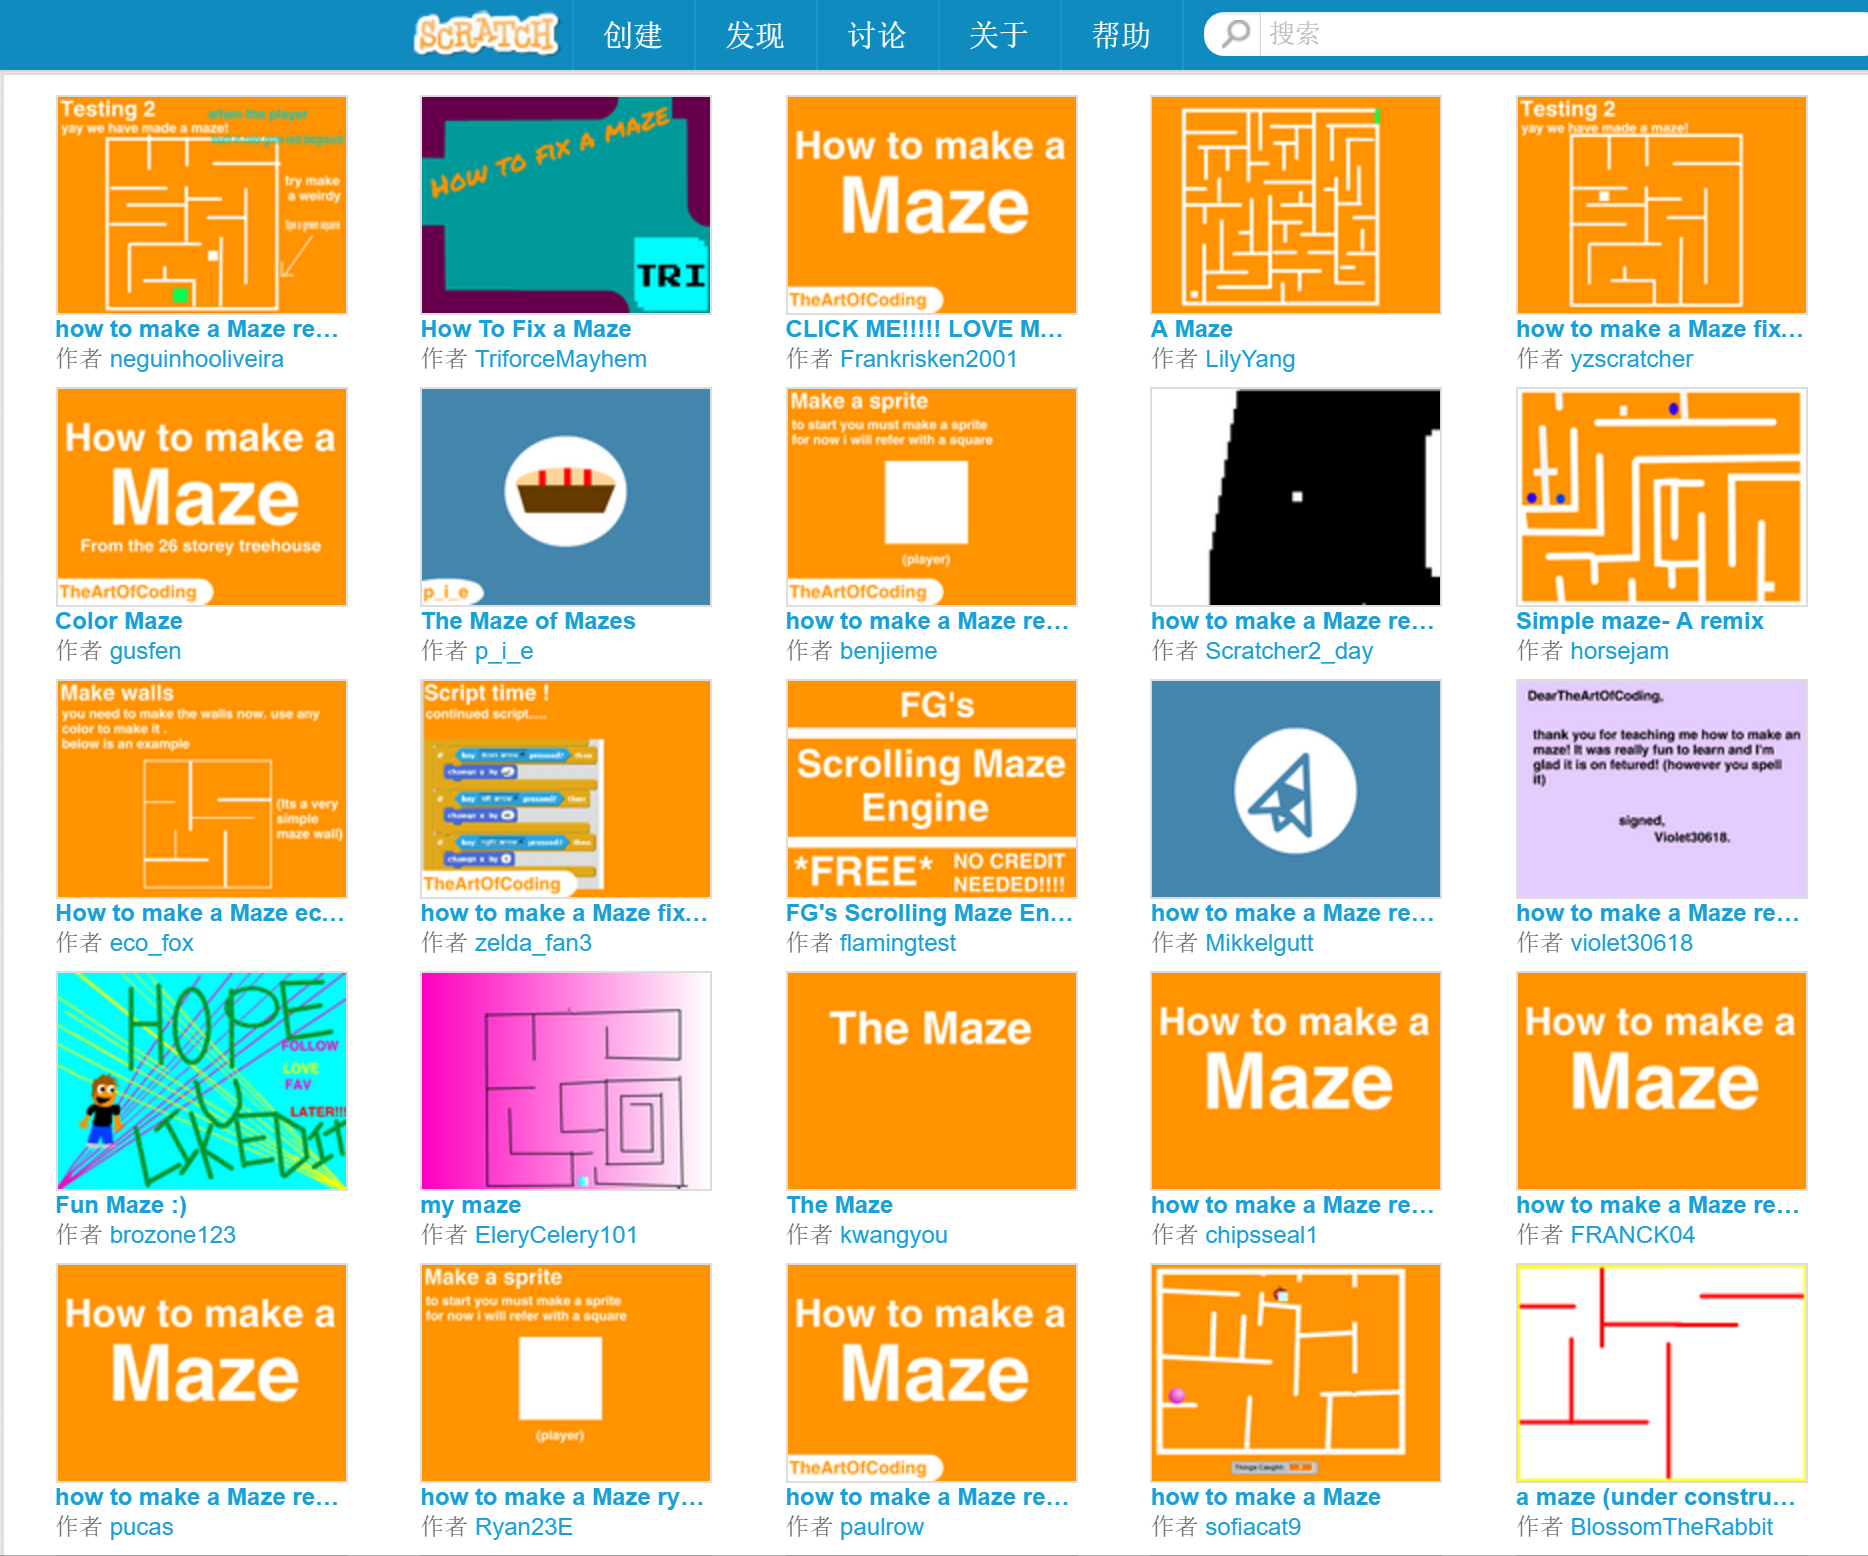 SCRATCH
创建
发现
讨论
关于
帮助
搜索
Testing 2
when the player
yay we have made a maze!
try make
a weirdy
how to make a Maze re...
作者 neguinhooliveira
HOW TO FIX A MAZE
TRI
How To Fix a Maze
作者 TriforceMayhem
How to make a
Maze
TheArtOfCoding
CLICK ME!!!!! LOVE M...
作者 Frankrisken2001
A Maze
作者 LilyYang
Testing 2
yay we have made a maze!
how to make a Maze fix...
作者 yzscratcher
How to make a
Maze
From the 26 storey treehouse
TheArtOfCoding
Color Maze
作者 gusfen
p_i_e
The Maze of Mazes
作者 p_i_e
Make a sprite
to start you must make a sprite
for now i will refer with a square
(player)
TheArtOfCoding
how to make a Maze re...
作者 benjieme
how to make a Maze re...
作者 Scratcher2_day
Simple maze- A remix
作者 horsejam
Make walls
you need to make the walls now. use any
color to make it .
below is an example
(Its a very
simple
maze wall)
How to make a Maze ec...
作者 eco_fox
Script time !
continued script.....
TheArtOfCoding
how to make a Maze fix...
作者 zelda_fan3
FG's
Scrolling Maze
Engine
*FREE*
NO CREDIT
NEEDED!!!!
FG's Scrolling Maze En...
作者 flamingtest
how to make a Maze re...
作者 Mikkelgutt
DearTheArtOfCoding,
thank you for teaching me how to make an
maze! It was really fun to learn and I'm
glad it is on fetured! (however you spell
it)
signed,
Violet30618.
how to make a Maze re...
作者 violet30618
HOPE
U
LIKEDIT
FOLLOW
LOVE
FAV
LATER!!!
Fun Maze :)
作者 brozone123
my maze
作者 EleryCelery101
The Maze
The Maze
作者 kwangyou
How to make a
Maze
how to make a Maze re...
作者 chipsseal1
How to make a
Maze
how to make a Maze re...
作者 FRANCK04
How to make a
Maze
how to make a Maze re...
作者 pucas
Make a sprite
to start you must make a sprite
for now i will refer with a square
(player)
how to make a Maze ry...
作者 Ryan23E
How to make a
Maze
TheArtOfCoding
how to make a Maze re...
作者 paulrow
Things Caught:
how to make a Maze
作者 sofiacat9
a maze (under constru...
作者 BlossomTheRabbit